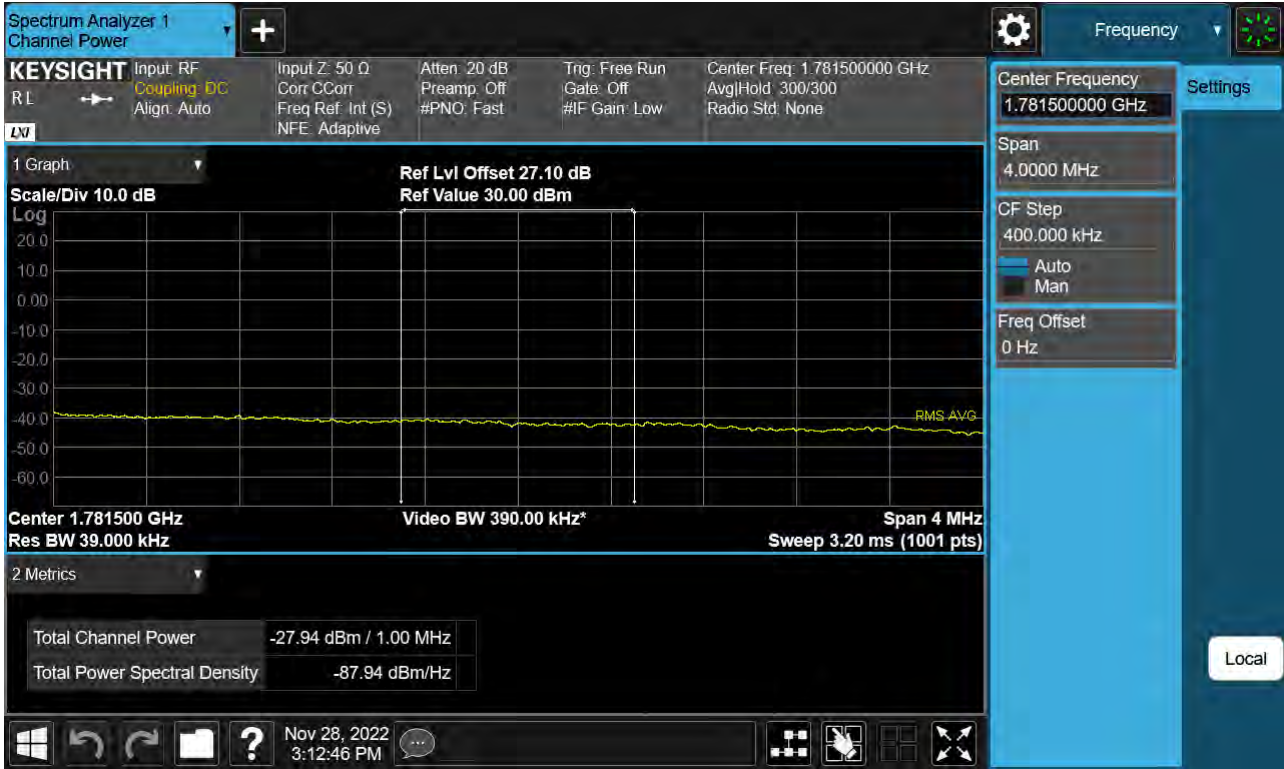 Spectrum Analyzer 1
Channel Power
+
Frequency
KEYSIGHT
R L
LXI
Input: RF
Coupling: DC
Align: Auto
Input Z: 50 Ω
Corr CCorr
Freq Ref: Int (S)
NFE: Adaptive
Atten: 20 dB
Preamp: Off
#PNO: Fast
Trig: Free Run
Gate: Off
#IF Gain: Low
Center Freq: 1.781500000 GHz
Avg|Hold: 300/300
Radio Std: None
Center Frequency
1.781500000 GHz
Settings
Span
4.0000 MHz
CF Step
400.000 kHz
Auto
Man
Freq Offset
0 Hz
Local
1 Graph
Scale/Div 10.0 dB
Ref Lvl Offset 27.10 dB
Ref Value 30.00 dBm
Log
20.0
10.0
0.00
-10.0
-20.0
-30.0
-40.0
-50.0
-60.0
RMS AVG
Center 1.781500 GHz
Res BW 39.000 kHz
Video BW 390.00 kHz*
Span 4 MHz
Sweep 3.20 ms (1001 pts)
2 Metrics
Total Channel Power -27.94 dBm / 1.00 MHz
Total Power Spectral Density -87.94 dBm/Hz
?
Nov 28, 2022
3:12:46 PM